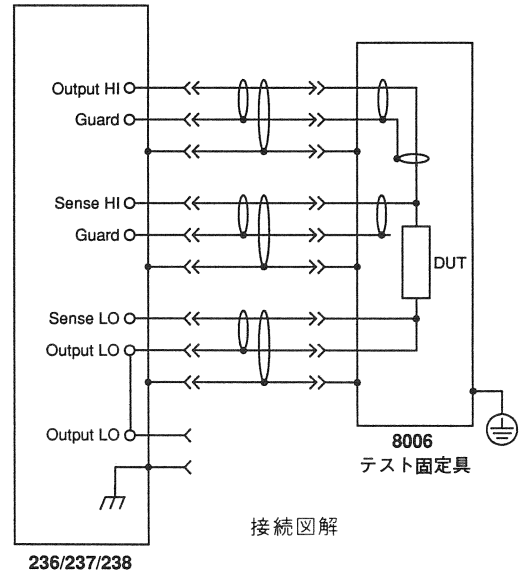 Output HI
Guard
Sense HI
Guard
DUT
Sense LO
Output LO
Output LO
8006
テスト固定具
接続図解
236/237/238